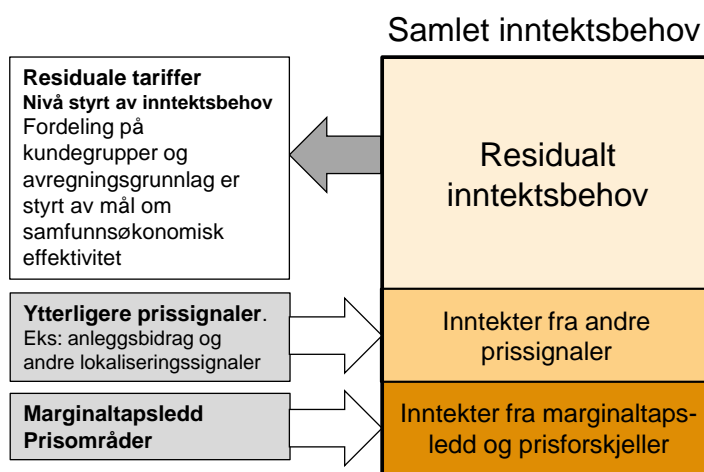 Samlet inntektsbehov
Residuale tariffer
Nivå styrt av inntektsbehov
Fordeling på
kundegrupper og
avregningsgrunnlag er
styrt av mål om
samfunnsøkonomisk
effektivitet
Residualt
inntektsbehov
Ytterligere prissignaler.
Eks: anleggsbidrag og
andre lokaliseringssignaler
Inntekter fra andre
prissignaler
Marginaltapsledd
Prisområder
Inntekter fra marginaltaps-
ledd og prisforskjeller